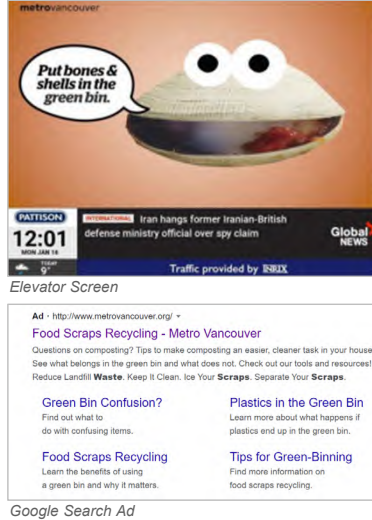 metrovancouver
Put bones &
shells in the
green bin.
PATTISON
12:01
MON JAN 16
TODAY
9°
INTERNATIONAL Iran hangs former Iranian-British
defense ministry official over spy claim
Global
NEWS
Traffic provided by INRIX
Elevator Screen
Ad · http://www.metrovancouver.org/
Food Scraps Recycling - Metro Vancouver
Questions on composting? Tips to make composting an easier, cleaner task in your house
See what belongs in the green bin and what does not. Check out our tools and resources!
Reduce Landfill Waste. Keep It Clean. Ice Your Scraps. Separate Your Scraps.
Green Bin Confusion?
Find out what to
do with confusing items.
Plastics in the Green Bin
Learn more about what happens if
plastics end up in the green bin.
Food Scraps Recycling
Learn the benefits of using
a green bin and why it matters.
Tips for Green-Binning
Find more information on
food scraps recycling.
Google Search Ad